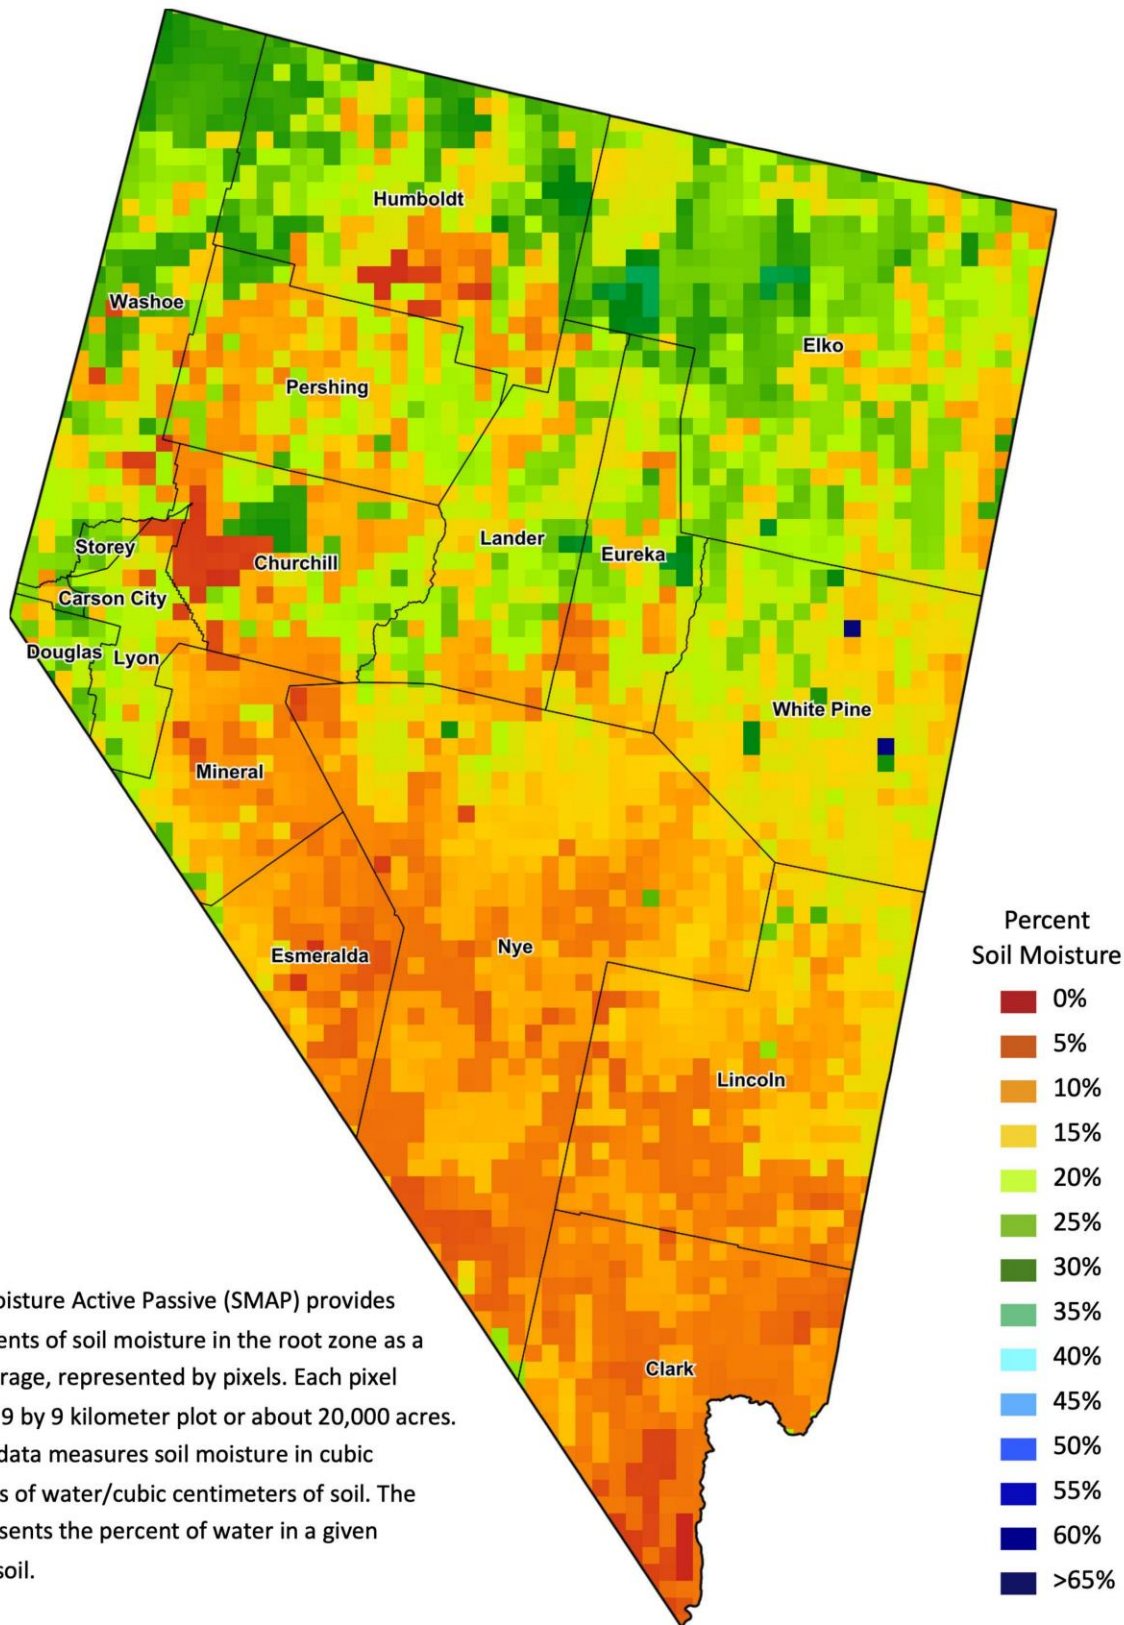 Humboldt
Washoe
Elko
Pershing
Storey
Lander
Churchill
Eureka
Carson City
Douglas
Lyon
White Pine
Mineral
Nye
Esmeralda
Lincoln
Clark
Percent
Soil Moisture
0%
5%
10%
15%
20%
25%
30%
35%
40%
45%
50%
55%
60%
>65%
oisture Active Passive (SMAP) provides
ents of soil moisture in the root zone as a
rage, represented by pixels. Each pixel
9 by 9 kilometer plot or about 20,000 acres.
data measures soil moisture in cubic
s of water/cubic centimeters of soil. The
sents the percent of water in a given
soil.